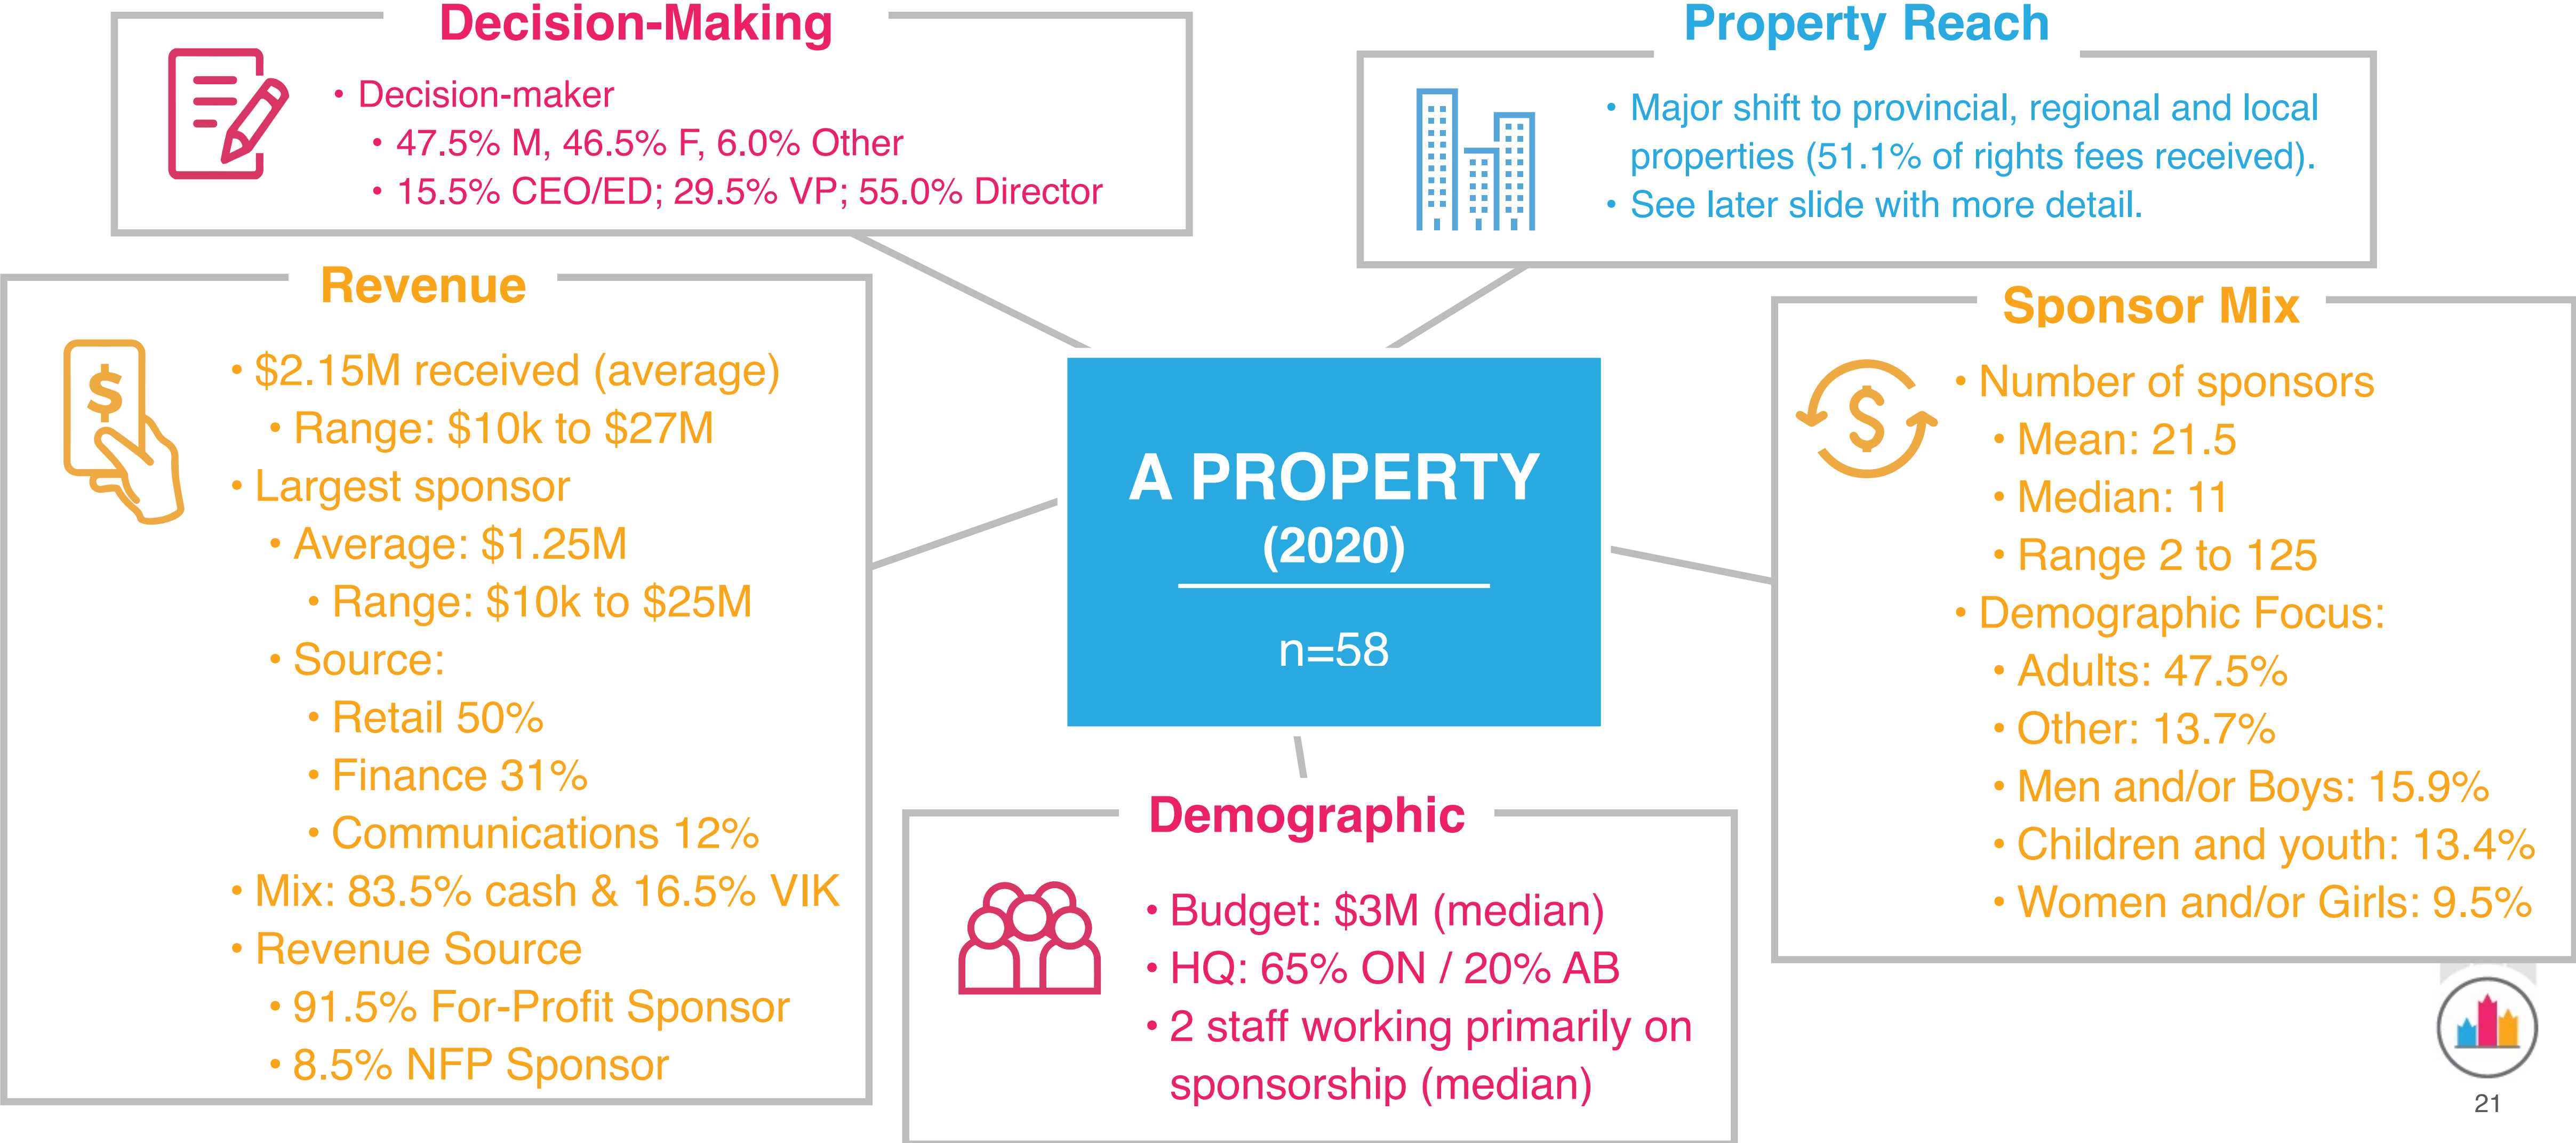 Decision-Making
• Decision-maker
• 47.5% M, 46.5% F, 6.0% Other
• 15.5% CEO/ED; 29.5% VP; 55.0% Director
Property Reach
• Major shift to provincial, regional and local
properties (51.1% of rights fees received).
• See later slide with more detail.
Revenue
$
• $2.15M received (average)
• Range: $10k to $27M
• Largest sponsor
• Average: $1.25M
• Range: $10k to $25M
• Source:
• Retail 50%
• Finance 31%
• Communications 12%
• Mix: 83.5% cash & 16.5% VIK
• Revenue Source
• 91.5% For-Profit Sponsor
• 8.5% NFP Sponsor
A PROPERTY
(2020)
n=58
Sponsor Mix
$
• Number of sponsors
• Mean: 21.5
• Median: 11
• Range 2 to 125
• Demographic Focus:
• Adults: 47.5%
• Other: 13.7%
• Men and/or Boys: 15.9%
• Children and youth: 13.4%
• Women and/or Girls: 9.5%
Demographic
• Budget: $3M (median)
• HQ: 65% ON / 20% AB
• 2 staff working primarily on
sponsorship (median)
21